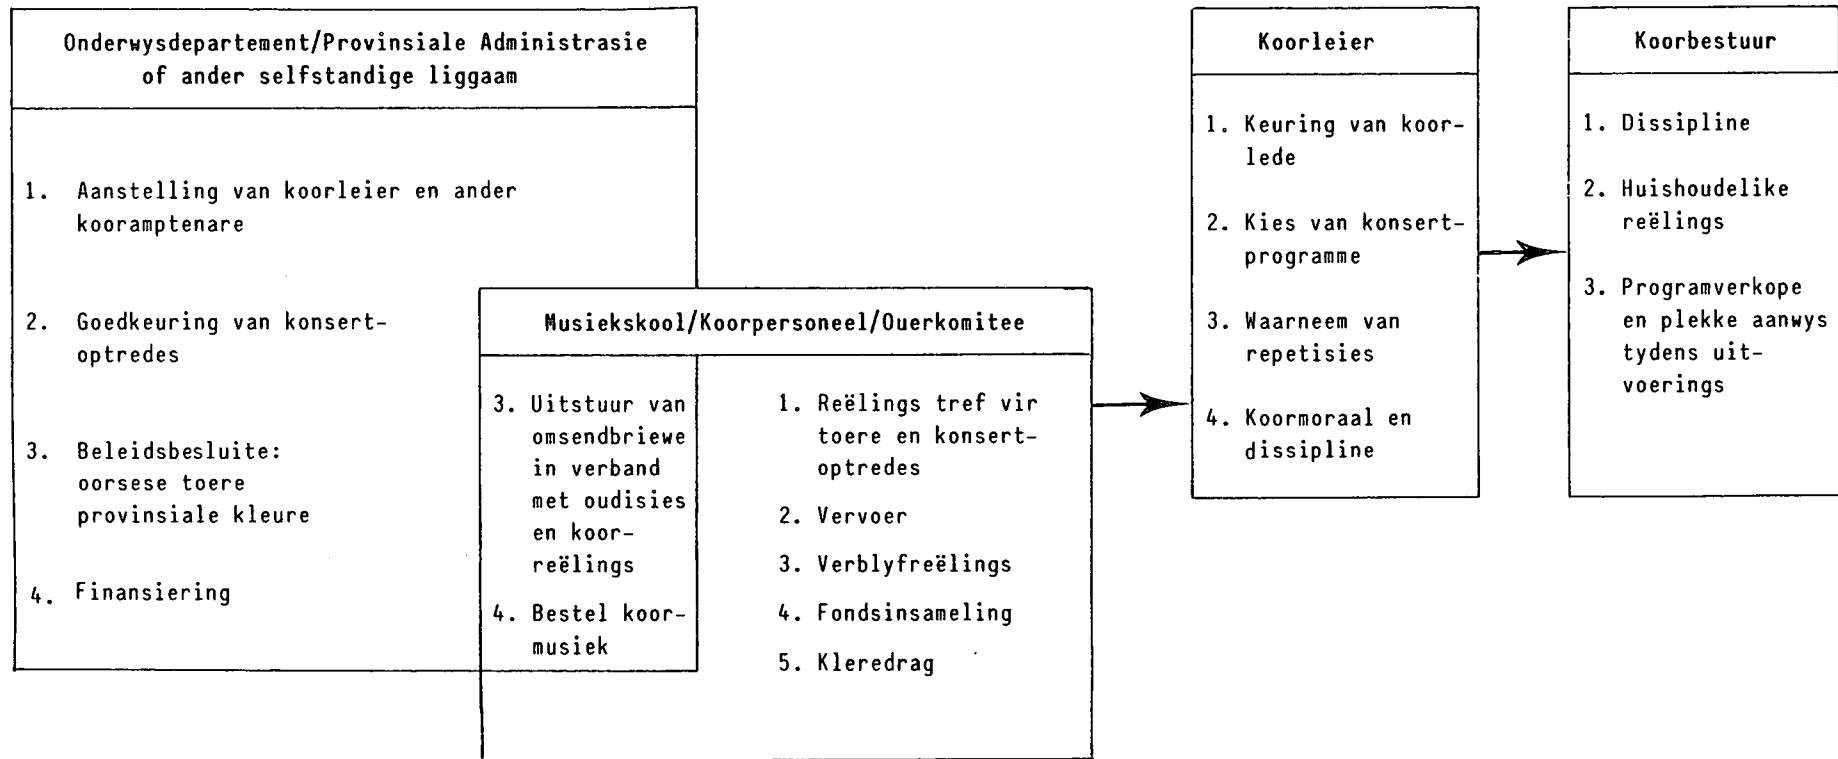 Onderwysdepartement/Provinsiale Administrasie
of ander selfstandige liggaam
1. Aanstelling van koorleier en ander
kooramptenare
2. Goedkeuring van konsert-
optredes
3. Beleidsbesluite:
oorsese toere
provinsiale kleure
4. Finansiering
Musiekskool/Koorpersoneel/Ouerkomitee
3. Uitstuur van
omsendbriewe
in verband
met oudisies
en koor-
reëlings
4. Bestel koor-
musiek
1. Reëlings tref vir
toere en konsert-
optredes
2. Vervoer
3. Verblyfreëlings
4. Fondsinsameling
5. Kleredrag
Koorleier
1. Keuring van koor-
lede
2. Kies van konsert-
programme
3. Waarneem van
repetisies
4. Koormoraal en
dissipline
Koorbestuur
1. Dissipline
2. Huishoudelike
reëlings
3. Programverkope
en plekke aanwys
tydens uit-
voerings